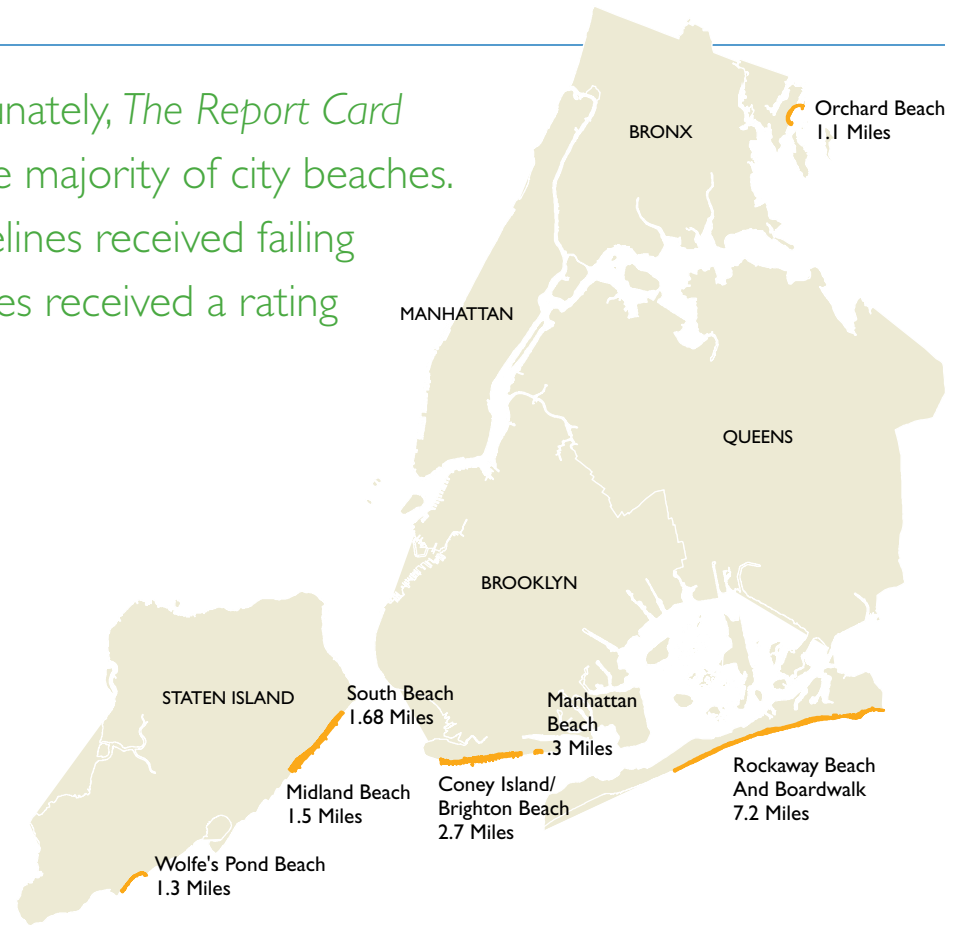 unately, The Report Card
e majority of city beaches.
elines received failing
es received a rating
Orchard Beach
1.1 Miles
BRONX
MANHATTAN
QUEENS
BROOKLYN
STATEN ISLAND
South Beach
1.68 Miles
Manhattan
Beach
.3 Miles
Midland Beach
1.5 Miles
Coney Island/
Brighton Beach
2.7 Miles
Rockaway Beach
And Boardwalk
7.2 Miles
Wolfe's Pond Beach
1.3 Miles